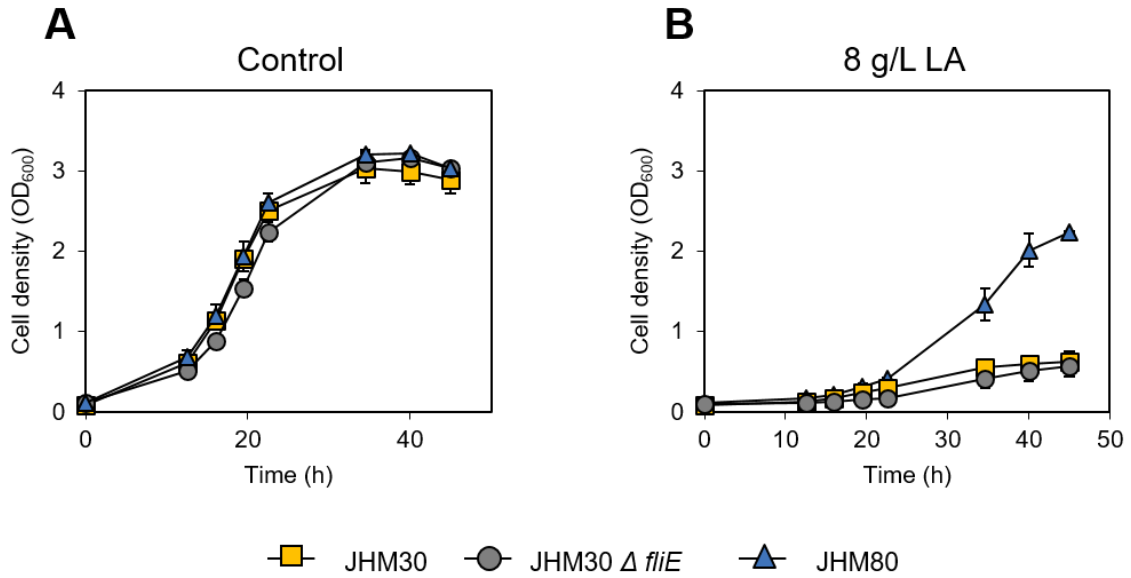 A
Control
4
3
2
1
0
0
20
40
Cell density (OD600)
Time (h)
B
8 g/L LA
4
3
2
1
0
0
10
20
30
40
50
Cell density (OD600)
Time (h)
JHM30
JHM30 Δ fliE
JHM80